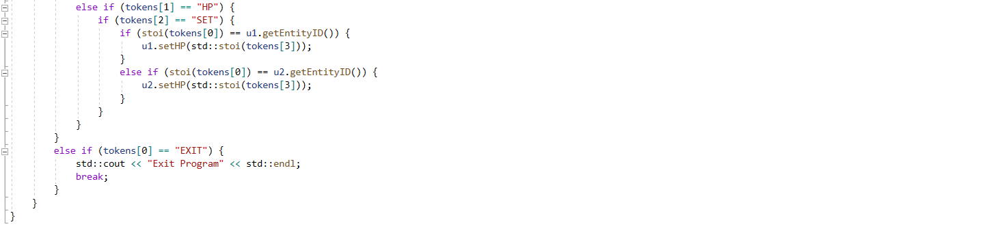 else if (tokens[1] == "HP") {
if (tokens[2] == "SET") {
if (stoi(tokens[0]) == u1.getEntityID()) {
u1.setHP(std::stoi(tokens[3]));
}
else if (stoi(tokens[0]) == u2.getEntityID()) {
u2.setHP(std::stoi(tokens[3]));
}
}
}
}
else if (tokens[0] == "EXIT") {
std::cout << "Exit Program" << std::endl;
break;
}
}
}